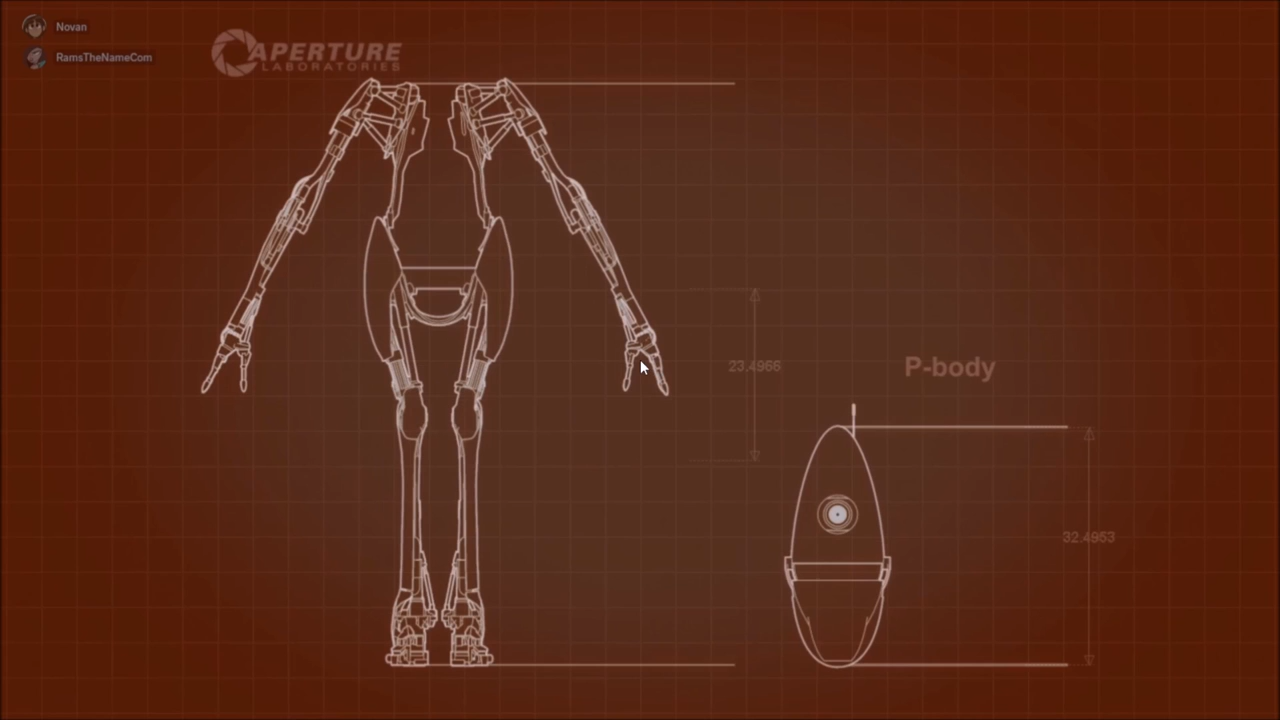 Novan
RamsTheNameCom
APERTURE
LABORATORIES
23.4966
P-body
32.4953